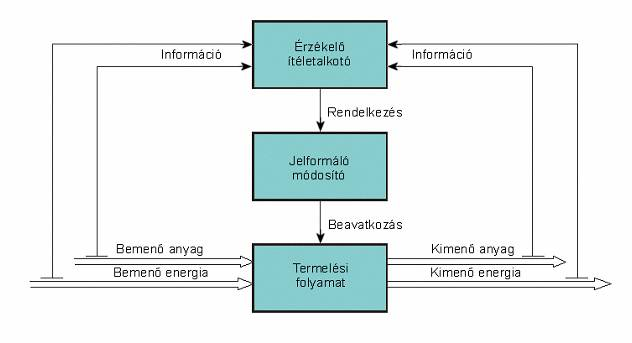 Érzékelő
ítéletalkotó
Információ
Információ
Rendelkezés
Jelformáló
módosító
Beavatkozás
Bemenő anyag
Kimenő anyag
Bemenő energia
Termelési
folyamat
Kimenő energia